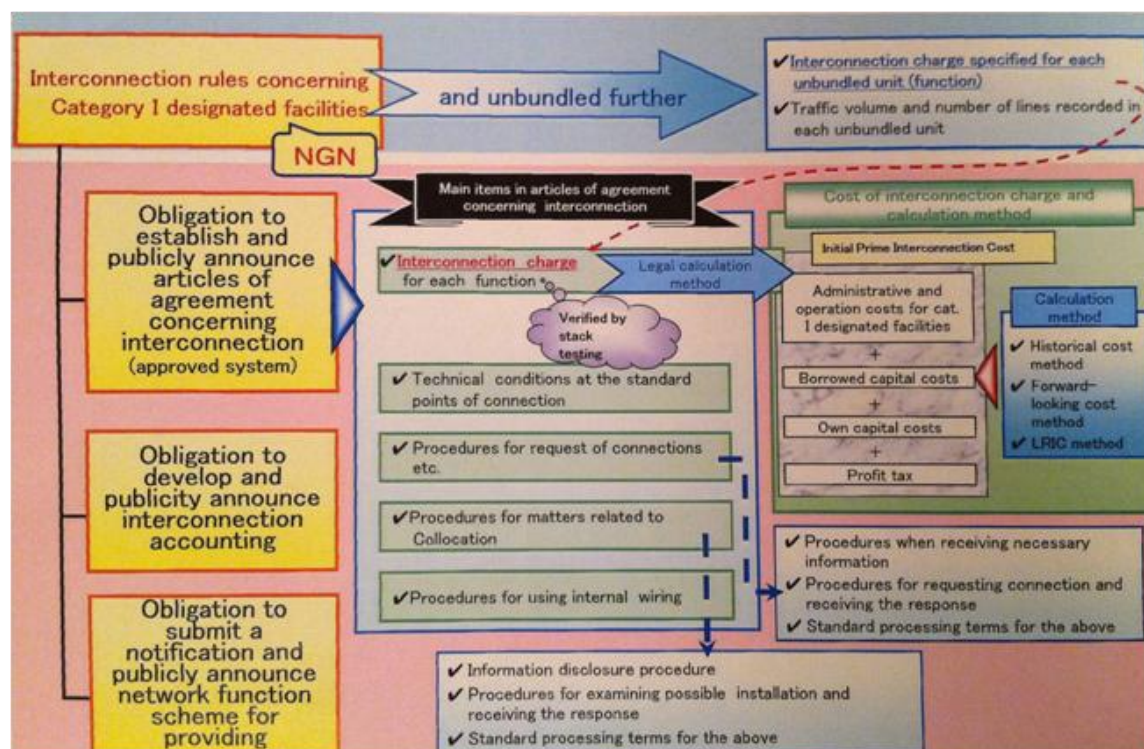 Interconnection rules concerning
Category I designated facilities
NGN
and unbundled further
✔Interconnection charge specified for each
unbundled unit (function)
✔Traffic volume and number of lines recorded in
each unbundled unit
Obligation to
establish and
publicly announce
articles of
agreement
concerning
interconnection
(approved system)
Obligation to
develop and
publicity announce
interconnection
accounting
Obligation to
submit a
notification and
publicly announce
network function
scheme for
providing
Main items in articles of agreement
concerning interconnection
✔Interconnection charge
for each function
Verified by
stack
testing
Legal calculation
method
✔ Technical conditions at the standard
points of connection
✔ Procedures for request of connections
etc.
✔Procedures for matters related to
Collocation
✔Procedures for using internal wiring
Cost of interconnection charge and
calculation method
Initial Prime Interconnection Cost
Administrative and
operation costs for cat.
I designated facilities
+
Borrowed capital costs
+
Own capital costs
+
Profit tax
Calculation
method
✔ Historical cost
method
✔ Forward-
looking cost
method
✔ LRIC method
✔ Procedures when receiving necessary
information
✔ Procedures for requesting connection and
receiving the response
✔ Standard processing terms for the above
✔ Information disclosure procedure
✔ Procedures for examining possible installation and
receiving the response
✔ Standard processing terms for the above